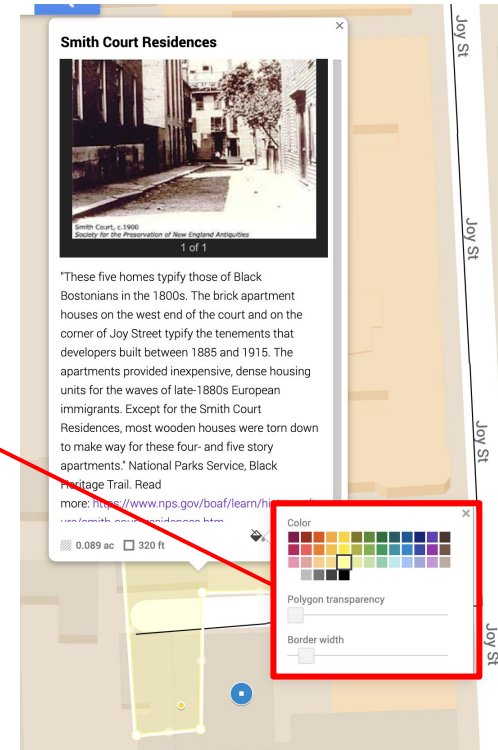 Joy St
Smith Court Residences
Smith Court, c.1900
Society for the Preservation of New England Antiquities
1 of 1
Joy St
"These five homes typify those of Black
Bostonians in the 1800s. The brick apartment
houses on the west end of the court and on the
corner of Joy Street typify the tenements that
developers built between 1885 and 1915. The
apartments provided inexpensive, dense housing
units for the waves of late-1880s European
immigrants. Except for the Smith Court
Residences, most wooden houses were torn down
to make way for these four- and five story
apartments." National Parks Service, Black
Heritage Trail. Read
more: https://www.nps.gov/boaf/learn/
Joy St
0.089 ac 320 ft
Color
Polygon transparency
Border width
Joy St